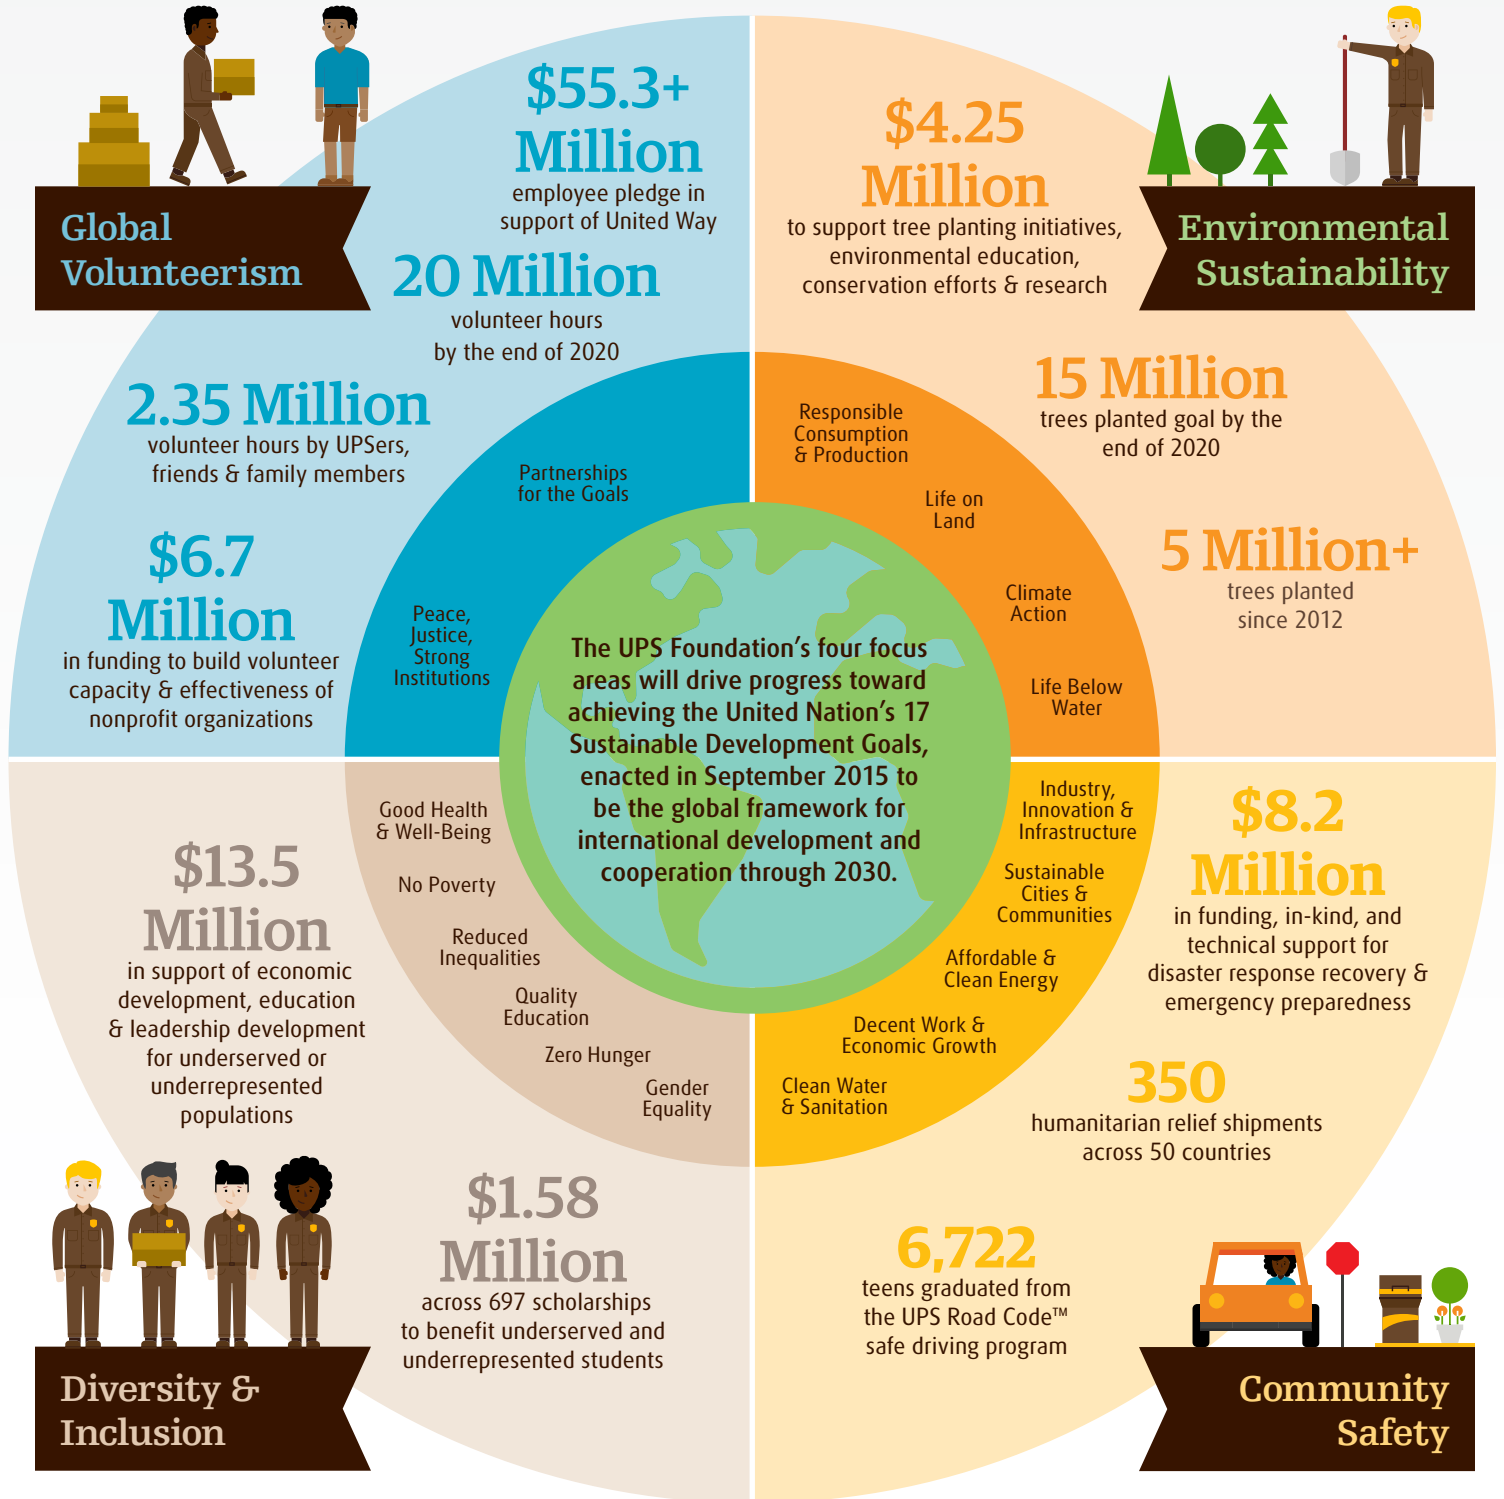 Global
Volunteerism
$55.3+
Million
employee pledge in
support of United Way
20 Million
volunteer hours
by the end of 2020
2.35 Million
volunteer hours by UPSers,
friends & family members
$6.7
Million
in funding to build volunteer
capacity & effectiveness of
nonprofit organizations
Partnerships
for the Goals
Peace,
Justice,
Strong
Institutions
Environmental
Sustainability
$4.25
Million
to support tree planting initiatives,
environmental education,
conservation efforts & research
15 Million
trees planted goal by the
end of 2020
5 Million+
trees planted
since 2012
Responsible
Consumption
& Production
Life on
Land
Climate
Action
Life Below
Water
The UPS Foundation's four focus
areas will drive progress toward
achieving the United Nation's 17
Sustainable Development Goals,
enacted in September 2015 to
be the global framework for
international development and
cooperation through 2030.
Good Health
& Well-Being
No Poverty
Reduced
Inequalities
Quality
Education
Zero Hunger
Gender
Equality
$13.5
Million
in support of economic
development, education
& leadership development
for underserved or
underrepresented
populations
$1.58
Million
across 697 scholarships
to benefit underserved and
underrepresented students
Diversity &
Inclusion
Industry,
Innovation &
Infrastructure
Sustainable
Cities &
Communities
Affordable &
Clean Energy
Decent Work &
Economic Growth
Clean Water
& Sanitation
$8.2
Million
in funding, in-kind, and
technical support for
disaster response recovery &
emergency preparedness
350
humanitarian relief shipments
across 50 countries
6,722
teens graduated from
the UPS Road Code™
safe driving program
Community
Safety